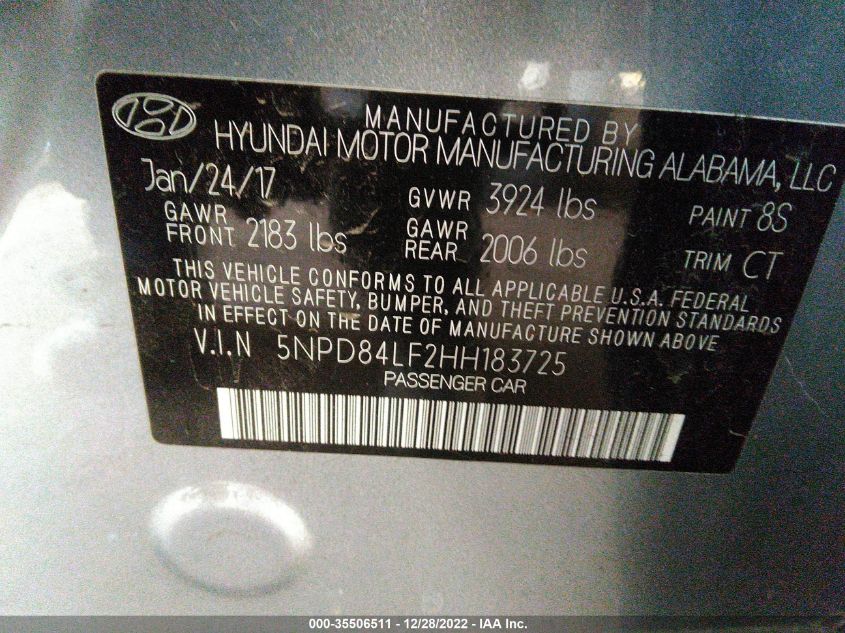 MANUFACTURED BY
HYUNDAI MOTOR MANUFACTURING ALABAMA, LLC
Jan/24/17 GVWR 3924 lbs PAINT 8S
GAWR FRONT 2183 lbs GAWR REAR 2006 lbs TRIM CT
THIS VEHICLE CONFORMS TO ALL APPLICABLE U.S.A. FEDERAL
MOTOR VEHICLE SAFETY, BUMPER, AND THEFT PREVENTION STANDARDS
IN EFFECT ON THE DATE OF MANUFACTURE SHOWN ABOVE
V.I.N 5NPD84LF2HH183725
PASSENGER CAR
000-35506511 - 12/28/2022 - IAA Inc.